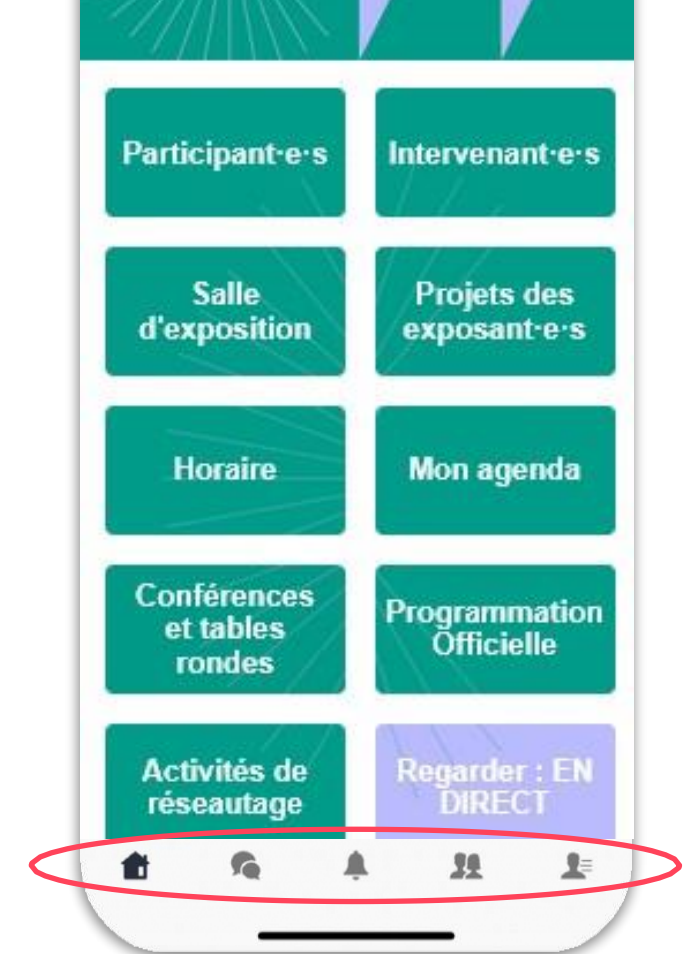 Participant·e·s
Intervenant·e·s
Salle
d'exposition
Projets des
exposant·e·s
Horaire
Mon agenda
Conférences
et tables
rondes
Programmation
Officielle
Activités de
réseautage
Regarder : EN
DIRECT